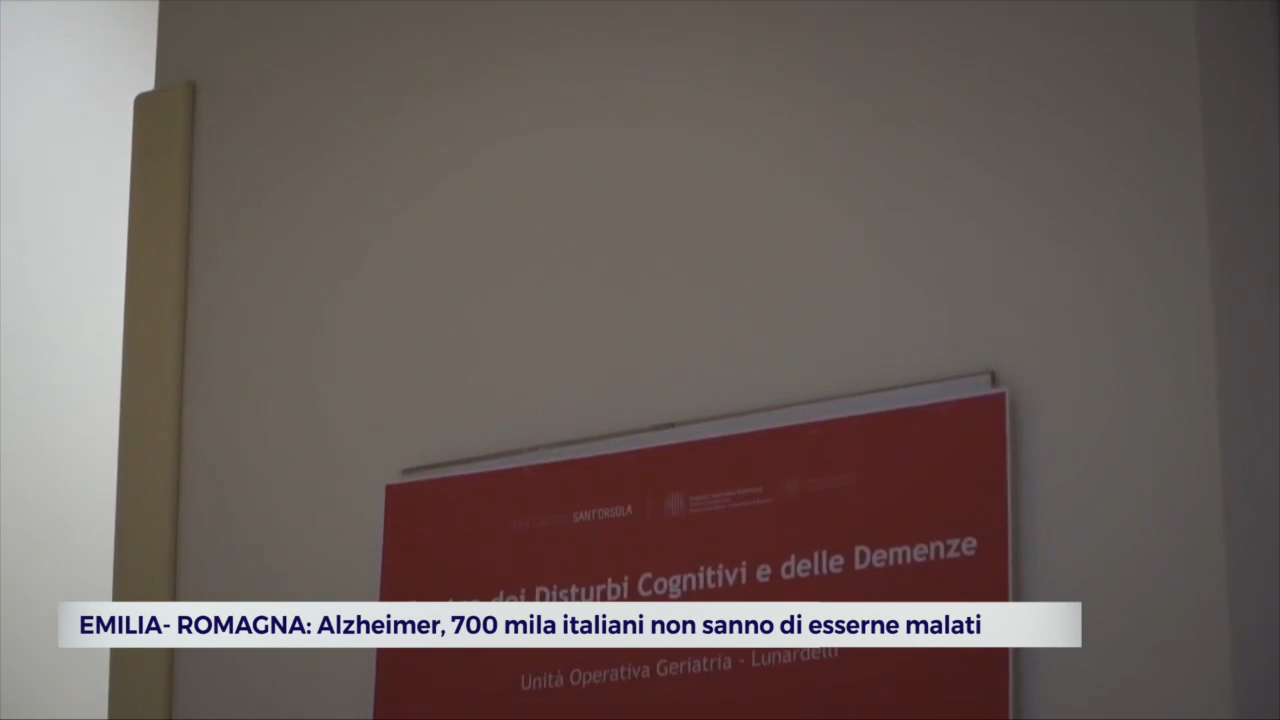 SANT'ORSOLA
dei Disturbi Cognitivi e delle Demenze
EMILIA- ROMAGNA: Alzheimer, 700 mila italiani non sanno di esserne malati
Unità Operativa Geriatria - Lunardelli